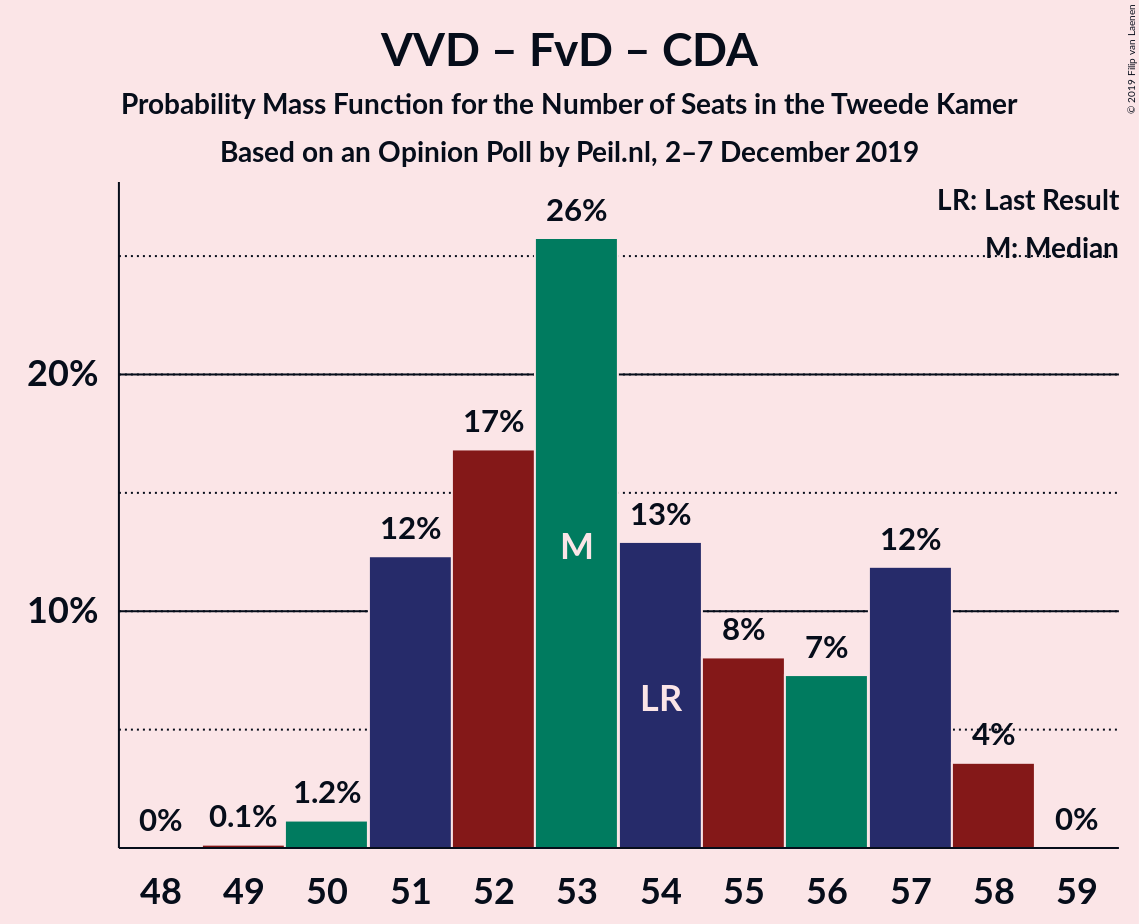 VVD – FvD – CDA
Probability Mass Function for the Number of Seats in the Tweede Kamer
Based on an Opinion Poll by Peil.nl, 2–7 December 2019
© 2019 Filip van Laenen
LR: Last Result
M: Median
20%
10%
0%
0.1%
1.2%
12%
17%
26%
13%
8%
7%
12%
4%
0%
M
LR
48 49 50 51 52 53 54 55 56 57 58 59